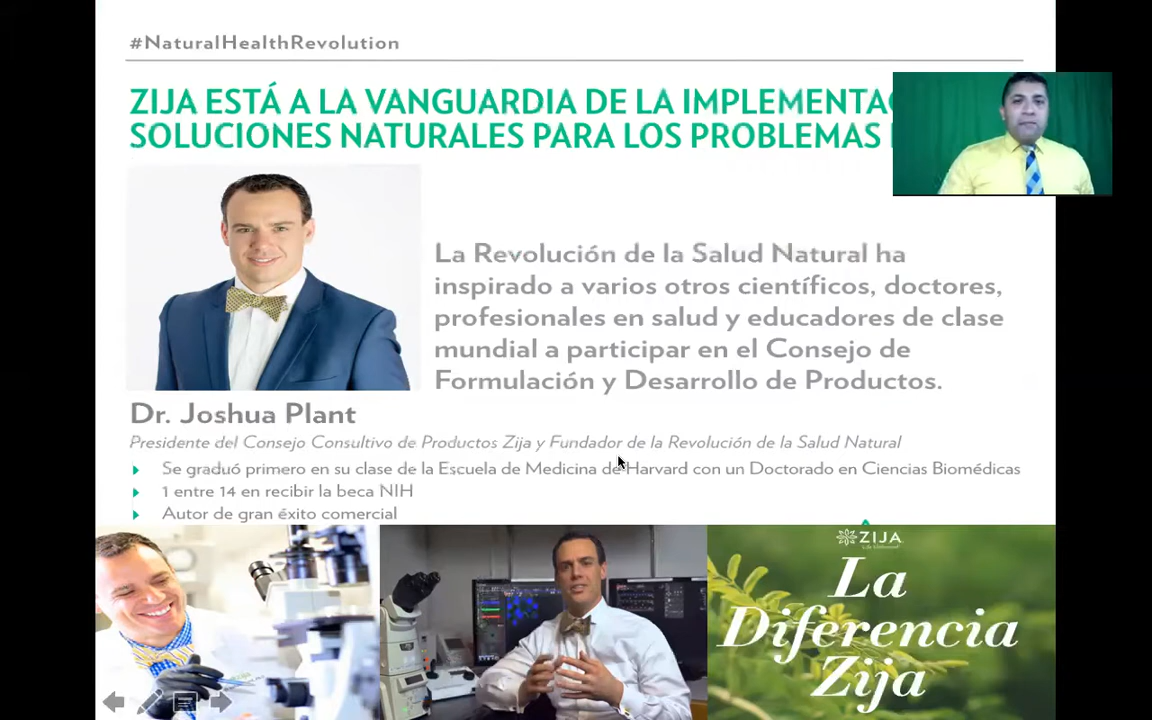 #NaturalHealthRevolution
ZIJA ESTÁ A LA VANGUARDIA DE LA
SOLUCIONES NATURALES PARA LOS PROBLEMAS
La Revolución de la Salud Natural ha
inspirado a varios otros científicos, doctores,
profesionales en salud y educadores de clase
mundial a participar en el Consejo de
Formulación y Desarrollo de Productos.
Dr. Joshua Plant
Presidente del Consejo Consultivo de Productos Zija y Fundador de la Revolución de la Salud Natural
Se graduó primero en su clase de la Escuela de Medicina de Harvard con un Doctorado en Ciencias Biomédicas
1 entre 14 en recibir la beca NIH
Autor de gran éxito comercial
ZIJA
La
Diferencia
Zija